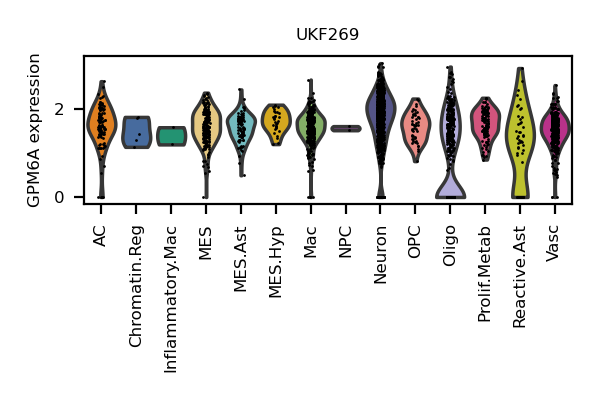 UKF269
GPM6A expression
2
0
AC
Chromatin.Reg
Inflammatory.Mac
MES
MES.Ast
MES.Hyp
Mac
NPC
Neuron
OPC
Oligo
Prolif.Metab
Reactive.Ast
Vasc